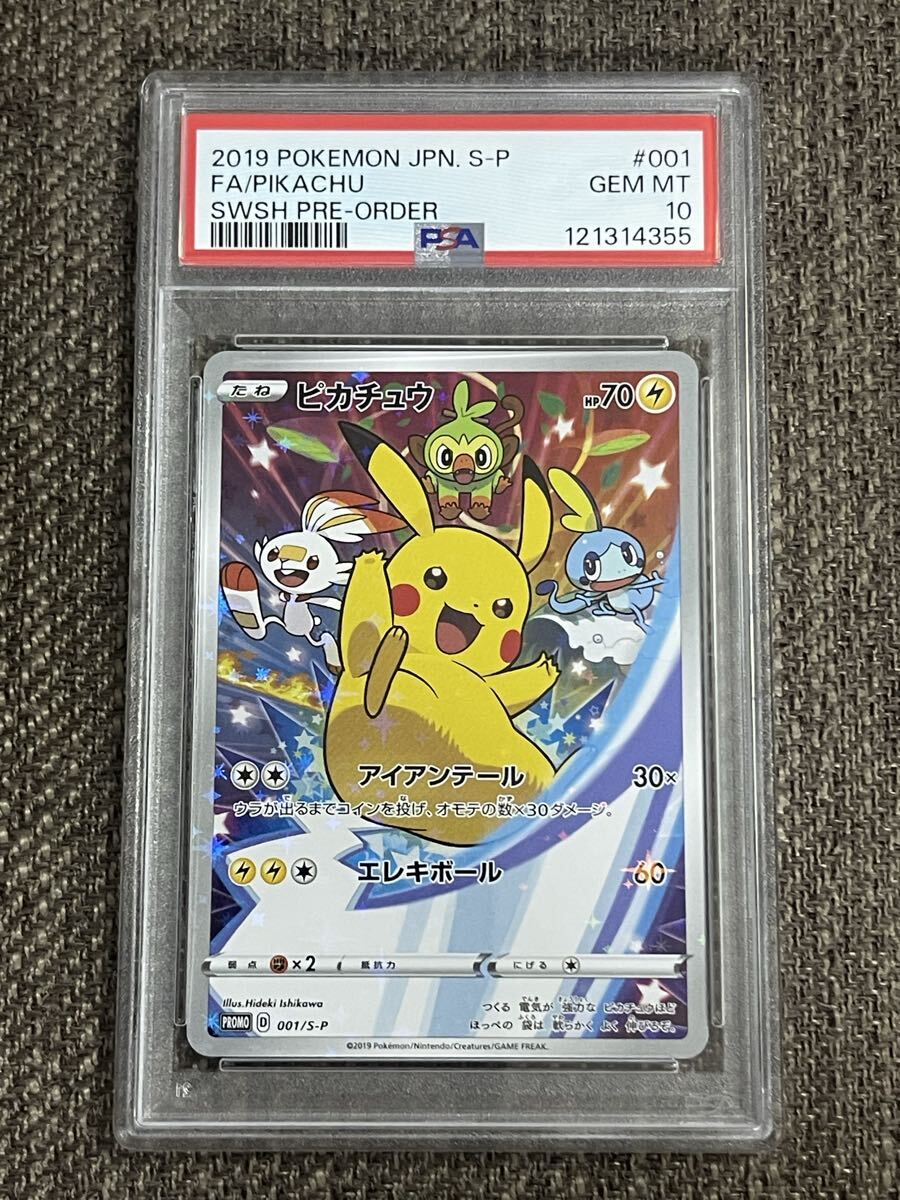 2019 POKEMON JPN. S-P #001
FA/PIKACHU GEM MT
SWSH PRE-ORDER 10
PSA 121314355
たね ピカチュウ HP70
アイアンテール 30×
ウラが出るまでコインを投げ、オモテの数×30ダメージ。
エレキボール 60
弱点 ×2 抵抗力 にげる
Illus. Hideki Ishikawa
PROMO D 001/S-P
つくる 電気が 強力な ピカチュウほど
ほっぺの 袋は 軟らかく よく 伸びるぞ。
©2019 Pokémon/Nintendo/Creatures/GAME FREAK.